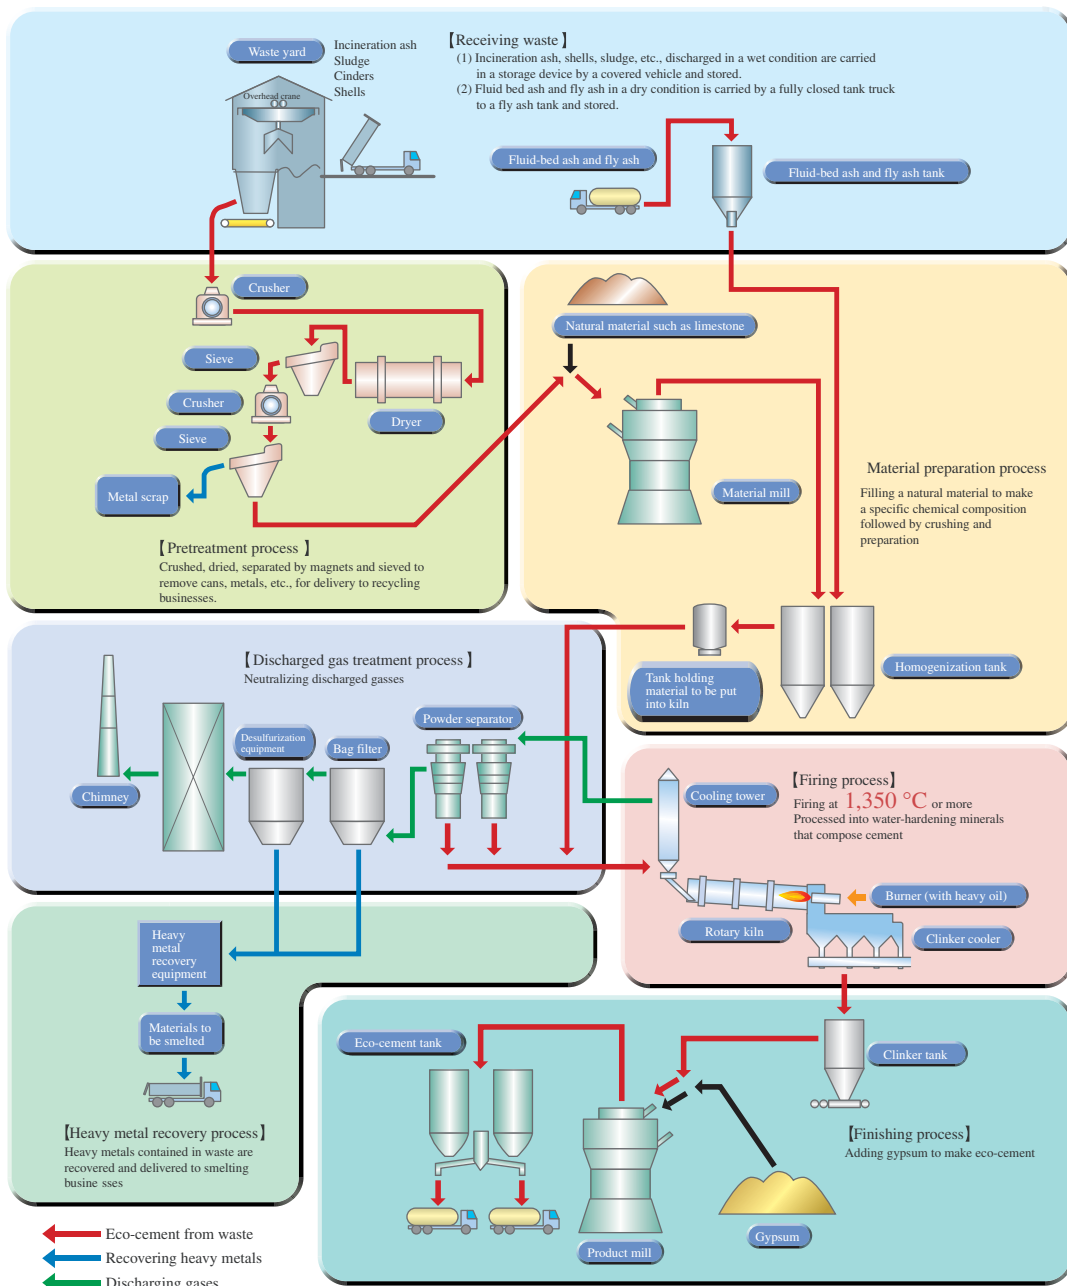 Waste yard
Incineration ash
Sludge
Cinders
Shells
Overhead crane
【Receiving waste】
(1) Incineration ash, shells, sludge, etc., discharged in a wet condition are carried
in a storage device by a covered vehicle and stored.
(2) Fluid bed ash and fly ash in a dry condition is carried by a fully closed tank truck
to a fly ash tank and stored.
Fluid-bed ash and fly ash
Fluid-bed ash and fly ash tank
Crusher
Sieve
Crusher
Sieve
Dryer
Metal scrap
【Pretreatment process】
Crushed, dried, separated by magnets and sieved to
remove cans, metals, etc., for delivery to recycling
businesses.
Natural material such as limestone
Material mill
Material preparation process
Filling a natural material to make
a specific chemical composition
followed by crushing and
preparation
Homogenization tank
Tank holding
material to be put
into kiln
【Discharged gas treatment process】
Neutralizing discharged gasses
Powder separator
Desulfurization
equipment
Bag filter
Chimney
Cooling tower
【Firing process】
Firing at 1,350 °C or more
Processed into water-hardening minerals
that compose cement
Burner (with heavy oil)
Rotary kiln
Clinker cooler
Heavy
metal
recovery
equipment
Materials to
be smelted
【Heavy metal recovery process】
Heavy metals contained in waste are
recovered and delivered to smelting
busine sses
Eco-cement tank
Clinker tank
【Finishing process】
Adding gypsum to make eco-cement
Product mill
Gypsum
Eco-cement from waste
Recovering heavy metals
Discharging gases